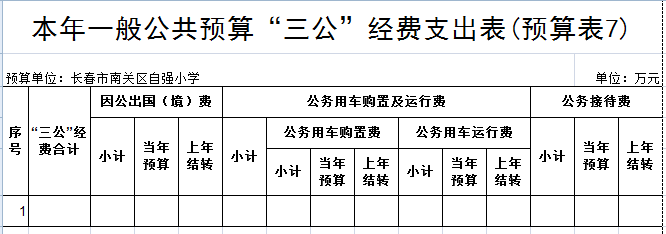 本年一般公共预算“三公”经费支出表(预算表7)
预算单位：长春市南关区自强小学 单位：万元
序号 “三公”经费合计 因公出国（境）费 公务用车购置及运行费 公务接待费
小计 当年预算 上年结转 小计 公务用车购置费 公务用车运行费 小计 当年预算 上年结转
小计 当年预算 上年结转 小计 当年预算 上年结转
1